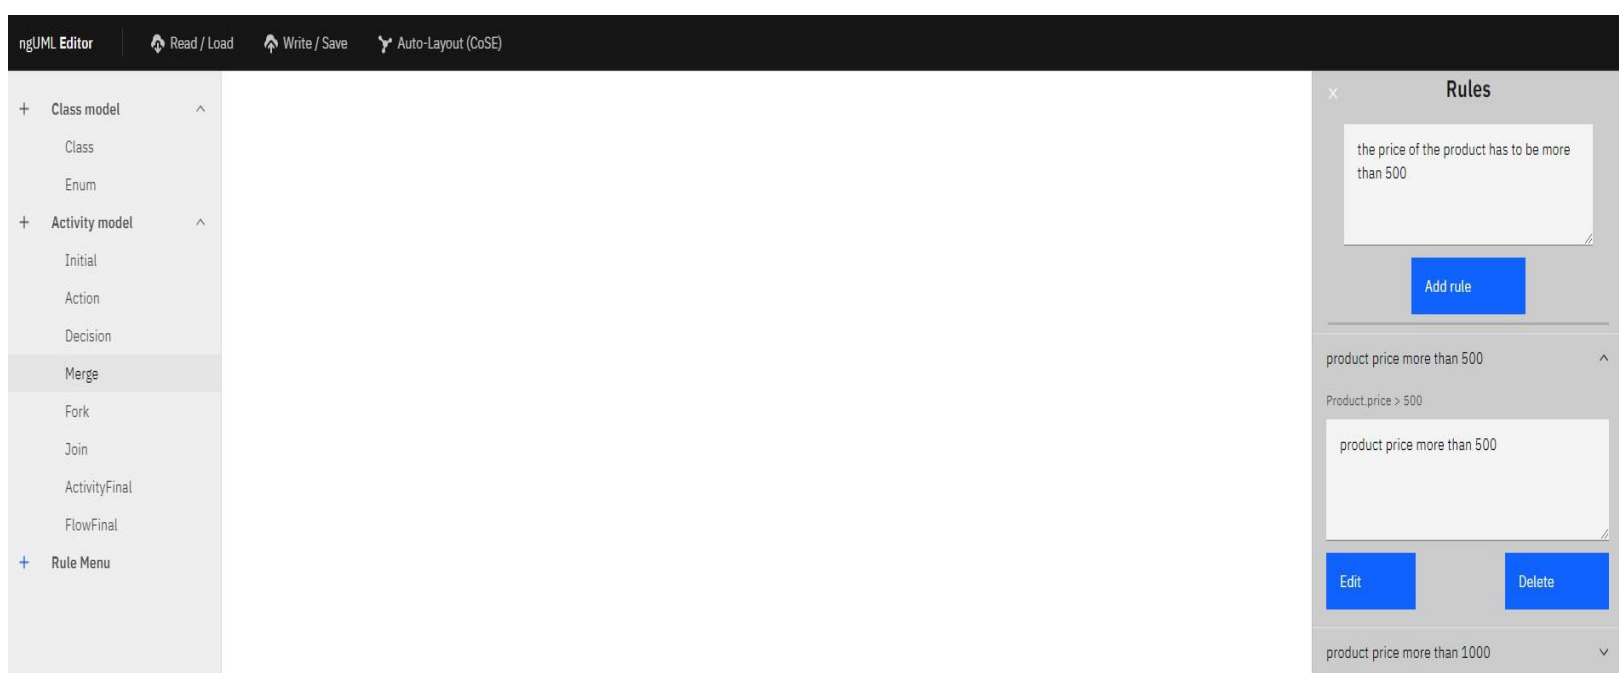 ngUML Editor
Read / Load
Write / Save
Auto-Layout (CoSE)
+ Class model
Class
Enum
+ Activity model
Initial
Action
Decision
Merge
Fork
Join
ActivityFinal
FlowFinal
+ Rule Menu
X
Rules
the price of the product has to be more
than 500
Add rule
product price more than 500
Product.price > 500
product price more than 500
Edit
Delete
product price more than 1000